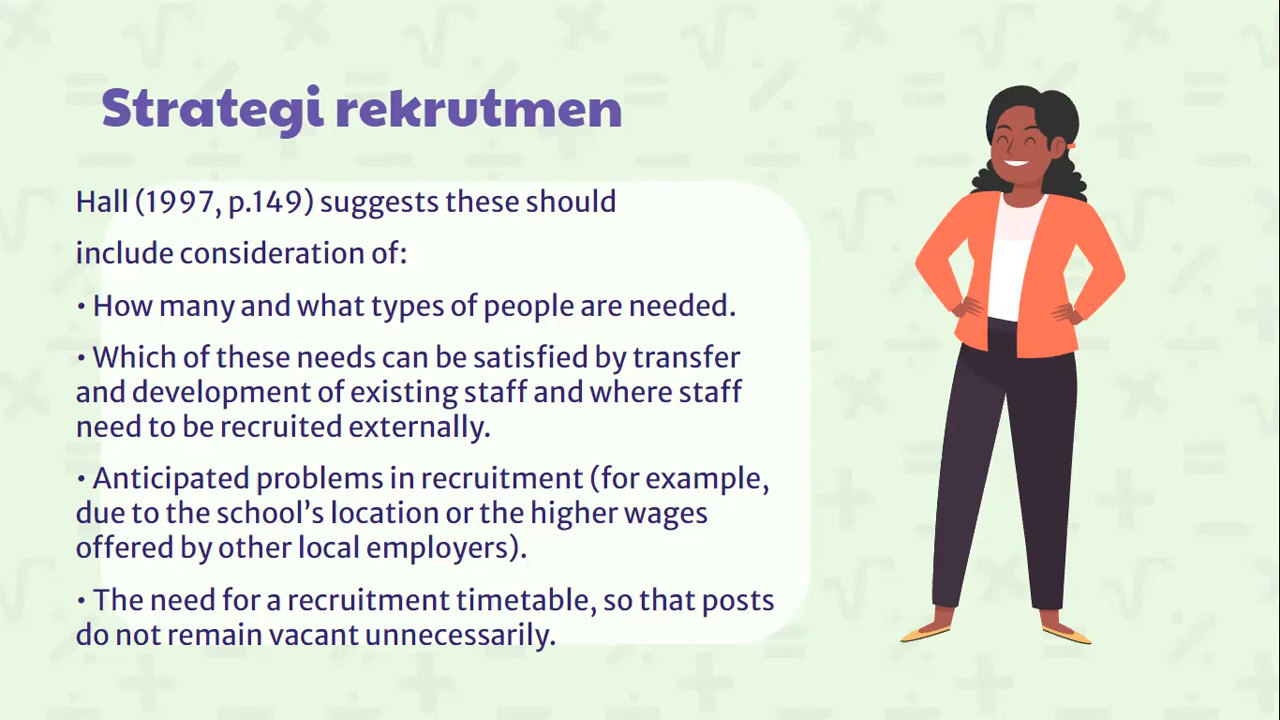 Strategi rekrutmen
Hall (1997, p.149) suggests these should
include consideration of:
• How many and what types of people are needed.
• Which of these needs can be satisfied by transfer
and development of existing staff and where staff
need to be recruited externally.
• Anticipated problems in recruitment (for example,
due to the school’s location or the higher wages
offered by other local employers).
• The need for a recruitment timetable, so that posts
do not remain vacant unnecessarily.